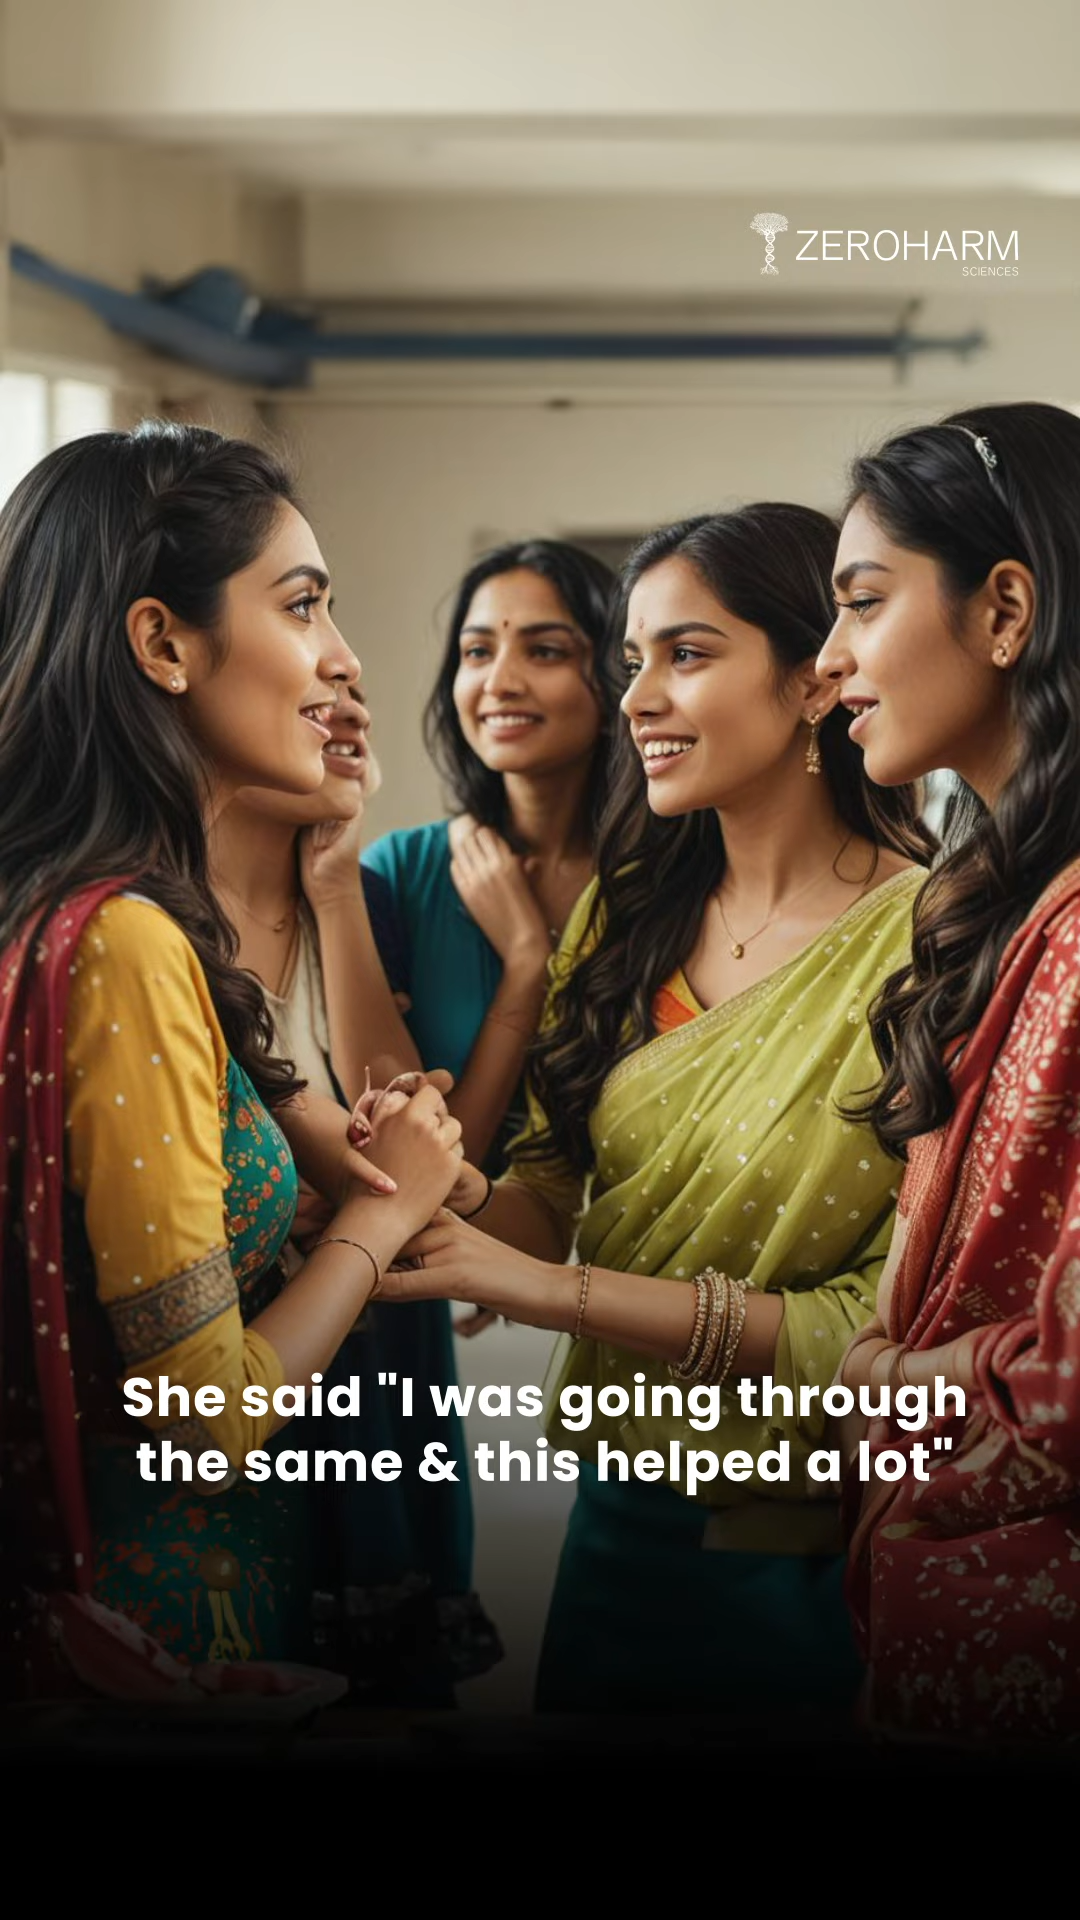 ZEROHARM
SCIENCES
She said "I was going through
the same & this helped a lot"